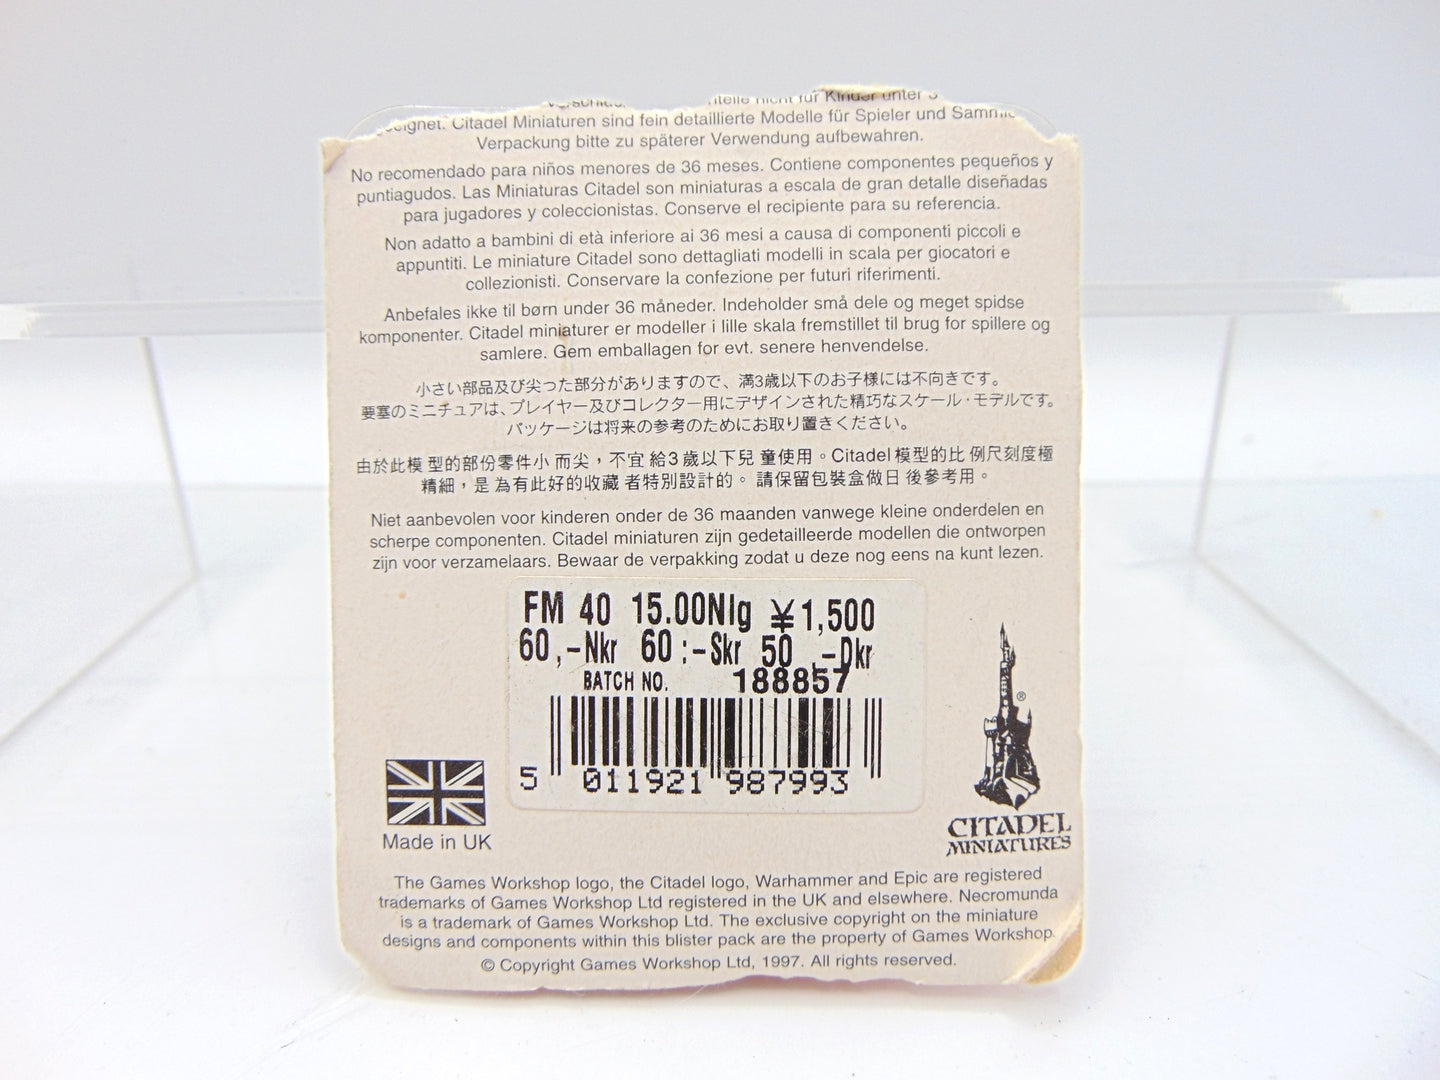 nicht für Kinder unter 3
Citadel Miniaturen sind fein detaillierte Modelle für Spieler und
Verpackung bitte zu späterer Verwendung aufbewahren.
No recomendado para niños menores de 36 meses. Contiene componentes pequeños y
puntiagudos. Las Miniaturas Citadel son miniaturas a escala de gran detalle diseñadas
para jugadores y coleccionistas. Conserve el recipiente para su referencia.
Non adatto a bambini di età inferiore ai 36 mesi a causa di componenti piccoli e
appuntiti. Le miniature Citadel sono dettagliati modelli in scala per giocatori e
collezionisti. Conservare la confezione per futuri riferimenti.
Anbefales ikke til børn under 36 måneder. Indeholder små dele og meget spidse
komponenter. Citadel miniaturer er modeller i lille skala fremstillet til brug for spillere og
samlere. Gem emballagen for evt. senere henvendelse.
小さい部品及び尖った部分がありますので、満3歳以下のお子様には不向きです。
要塞のミニチュアは、プレイヤー及びコレクター用にデザインされた精巧なスケール・モデルです。
パッケージは将来の参考のためにお取り置きください。
由於此模型的部份零件小而尖，不宜給3歲以下兒童使用。Citadel模型的比例尺刻度極
精細，是為有此好的收藏者特別設計的。請保留包裝盒做日後參考用。
Niet aanbevolen voor kinderen onder de 36 maanden vanwege kleine onderdelen en
scherpe componenten. Citadel miniaturen zijn gedetailleerde modellen die ontworpen
zijn voor verzamelaars. Bewaar de verpakking zodat u deze nog eens na kunt lezen.
FM 40 15.00Nlg ¥1,500
60,-Nkr 60:-Skr 50,-Dkr
BATCH NO. 188857
5 011921 987993
Made in UK
®
CITADEL
MINIATURES
The Games Workshop logo, the Citadel logo, Warhammer and Epic are registered
trademarks of Games Workshop Ltd registered in the UK and elsewhere. Necromunda
is a trademark of Games Workshop Ltd. The exclusive copyright on the miniature
designs and components within this blister pack are the property of Games Workshop.
© Copyright Games Workshop Ltd, 1997. All rights reserved.